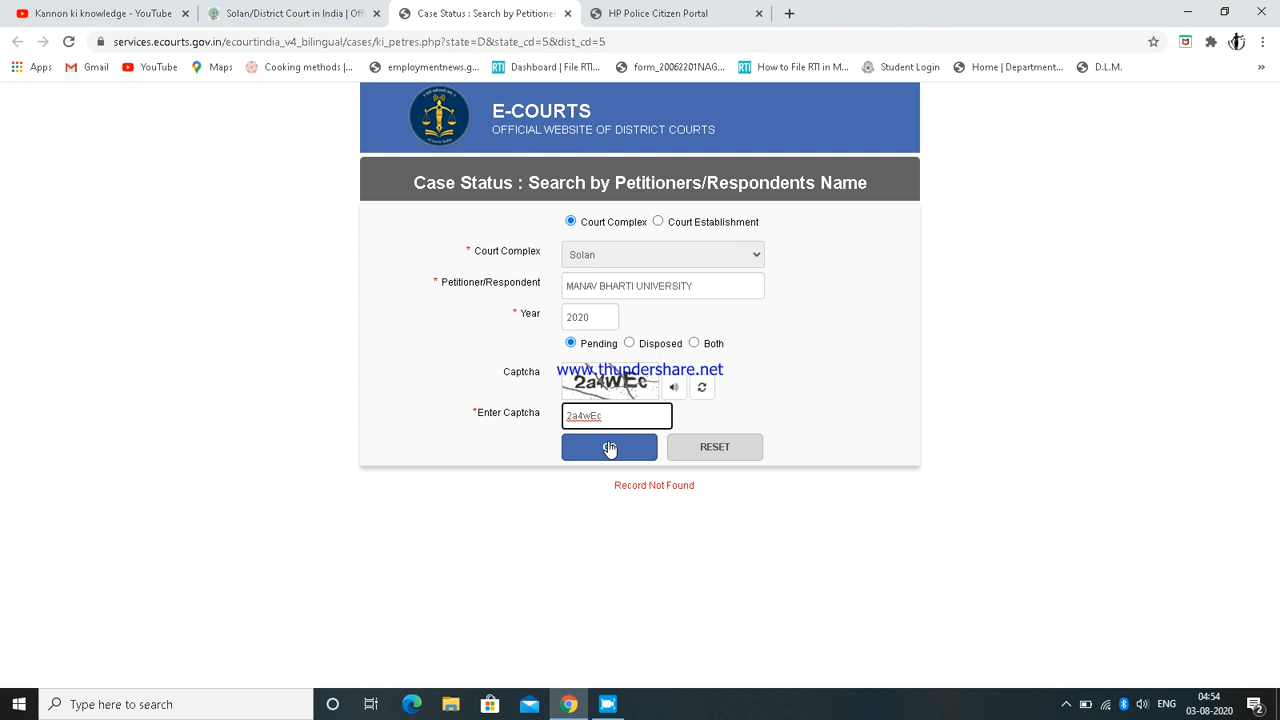 Kannon ki knowledge - YouTube
Solan/District Court in India | Offi
Case Status : Search by Petitioner
HP Police Citizen Portal
services.ecourts.gov.in/ecourtindia_v4_bilingual/cases/ki_petres.php?state=D&state_cd=5&dist_cd=5
Apps
Gmail
YouTube
Maps
Cooking methods |...
employmentnews.g...
RTI
Dashboard | File RTI...
form_20062201NAG...
RTI
How to File RTI in M...
Student Login
Home | Department...
D.L.M.
»
E-COURTS
OFFICIAL WEBSITE OF DISTRICT COURTS
Case Status : Search by Petitioners/Respondents Name
Court Complex
Court Establishment
* Court Complex
Solan
* Petitioner/Respondent
MANAV BHARTI UNIVERSITY
* Year
2020
Pending
Disposed
Both
Captcha
www.thundershare.net
2a4wEc
*Enter Captcha
2a4wEc
RESET
Record Not Found
Type here to search
ENG
04:54
03-08-2020
2